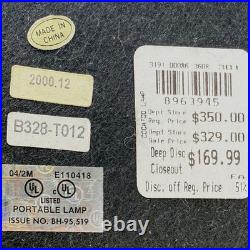 MADE IN
CHINA
2000.12
B328-T012
04/2M E110418
UL UL
LISTED
PORTABLE LAMP
ISSUE NO. BH-95,519
8963945
Dept Store
Reg. Price $350.00
Dept Store
Sale Price $329.00
Deep Disc
Closeout $169.99
Disc. off Reg. Price